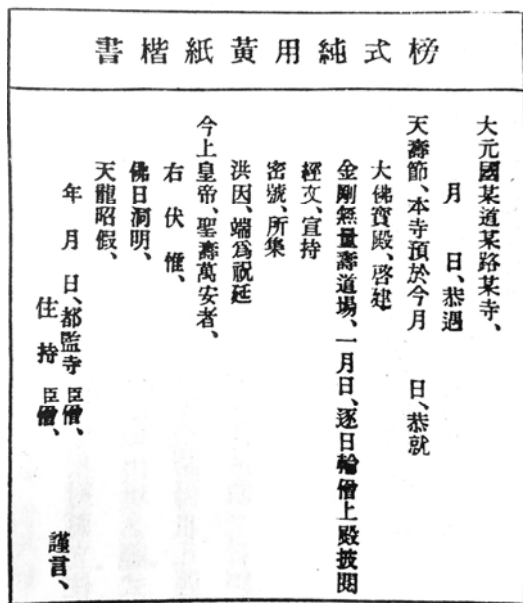 榜式純用黃紙楷書
大元國某道某路某寺、
月　日、恭遇
天壽節、本寺預於今月　日、恭就
大佛寶殿、啓建
金剛無量壽道場、一月日、逐日輪僧上殿披閱
經文、宣持
密號、所集
洪因、端爲祝延
今上皇帝、聖壽萬安者、
右伏惟、
佛日洞明、
天龍昭假、
年　月　日、都監寺 臣僧、
住持 臣僧、　謹言、